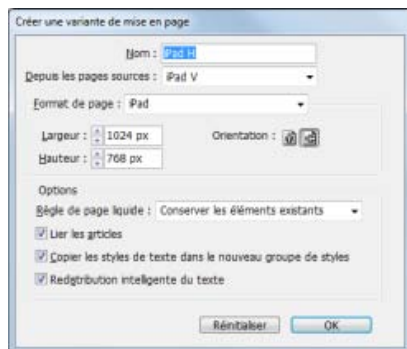 Créer une variante de mise en page
Nom : iPad H
Depuis les pages sources : iPad V
Format de page : iPad
Largeur : 1024 px Orientation :
Hauteur : 768 px
Options
Règle de page liquide : Conserver les éléments existants
Lier les articles
Copier les styles de texte dans le nouveau groupe de styles
Redistribution intelligente du texte
Réinitialiser OK